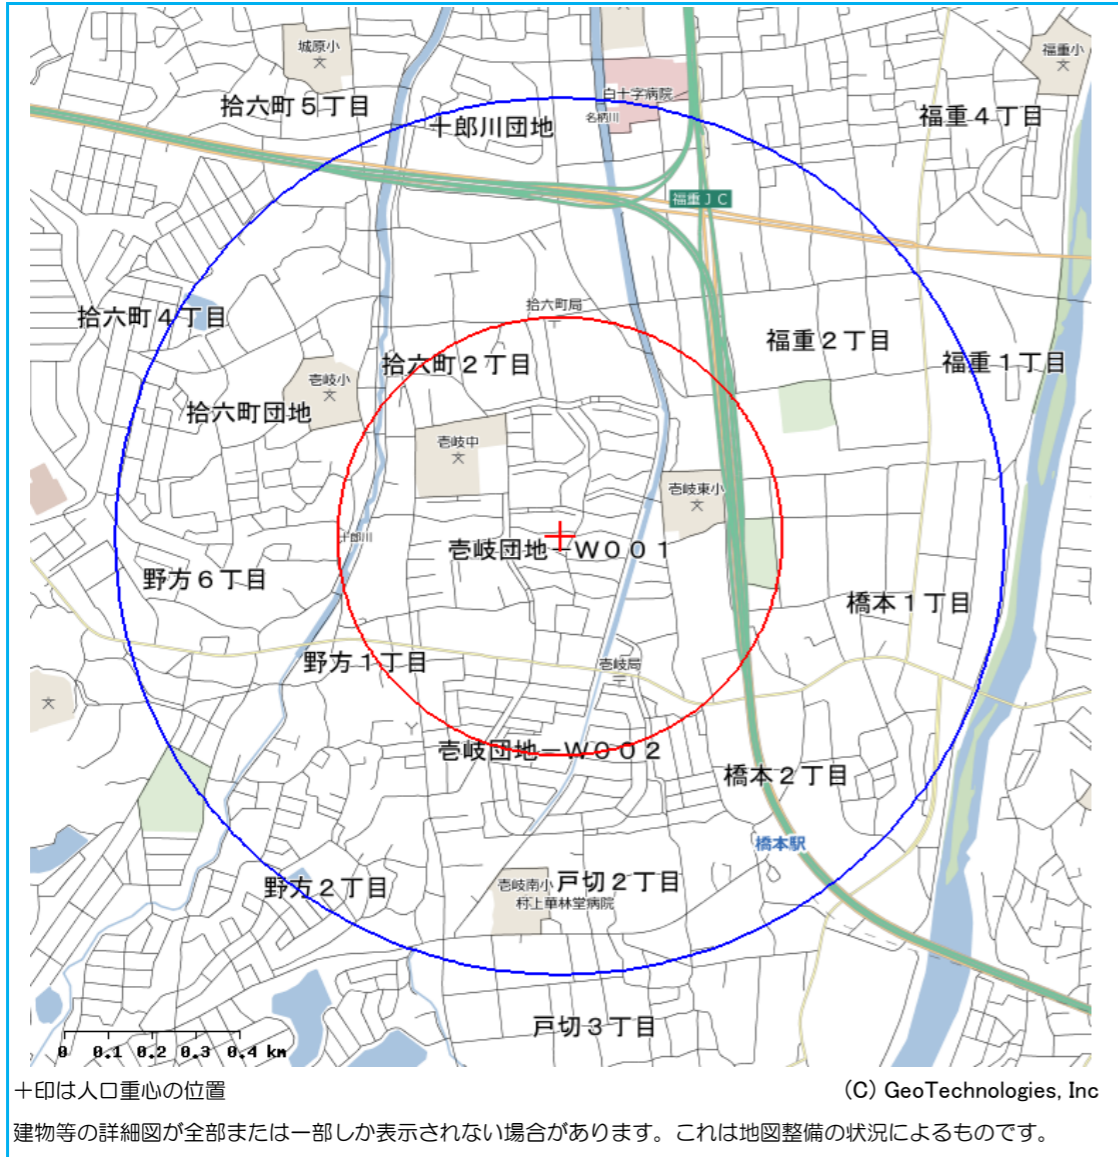 城原小
福重小
白十字病院
拾六町５丁目
福重４丁目
名柄川
十郎川団地
福重ＪＣ
拾六町局
拾六町４丁目
福重２丁目
拾六町２丁目
福重１丁目
壱岐小
拾六町団地
壱岐中
壱岐東小
十郎川
壱岐団地－Ｗ００１
野方６丁目
橋本１丁目
野方１丁目
壱岐局
壱岐団地－Ｗ００２
橋本２丁目
橋本駅
壱岐南小
戸切２丁目
野方２丁目
村上華林堂病院
戸切３丁目
0 0.1 0.2 0.3 0.4 km
＋印は人口重心の位置
(C) GeoTechnologies, Inc
建物等の詳細図が全部または一部しか表示されない場合があります。これは地図整備の状況によるものです。